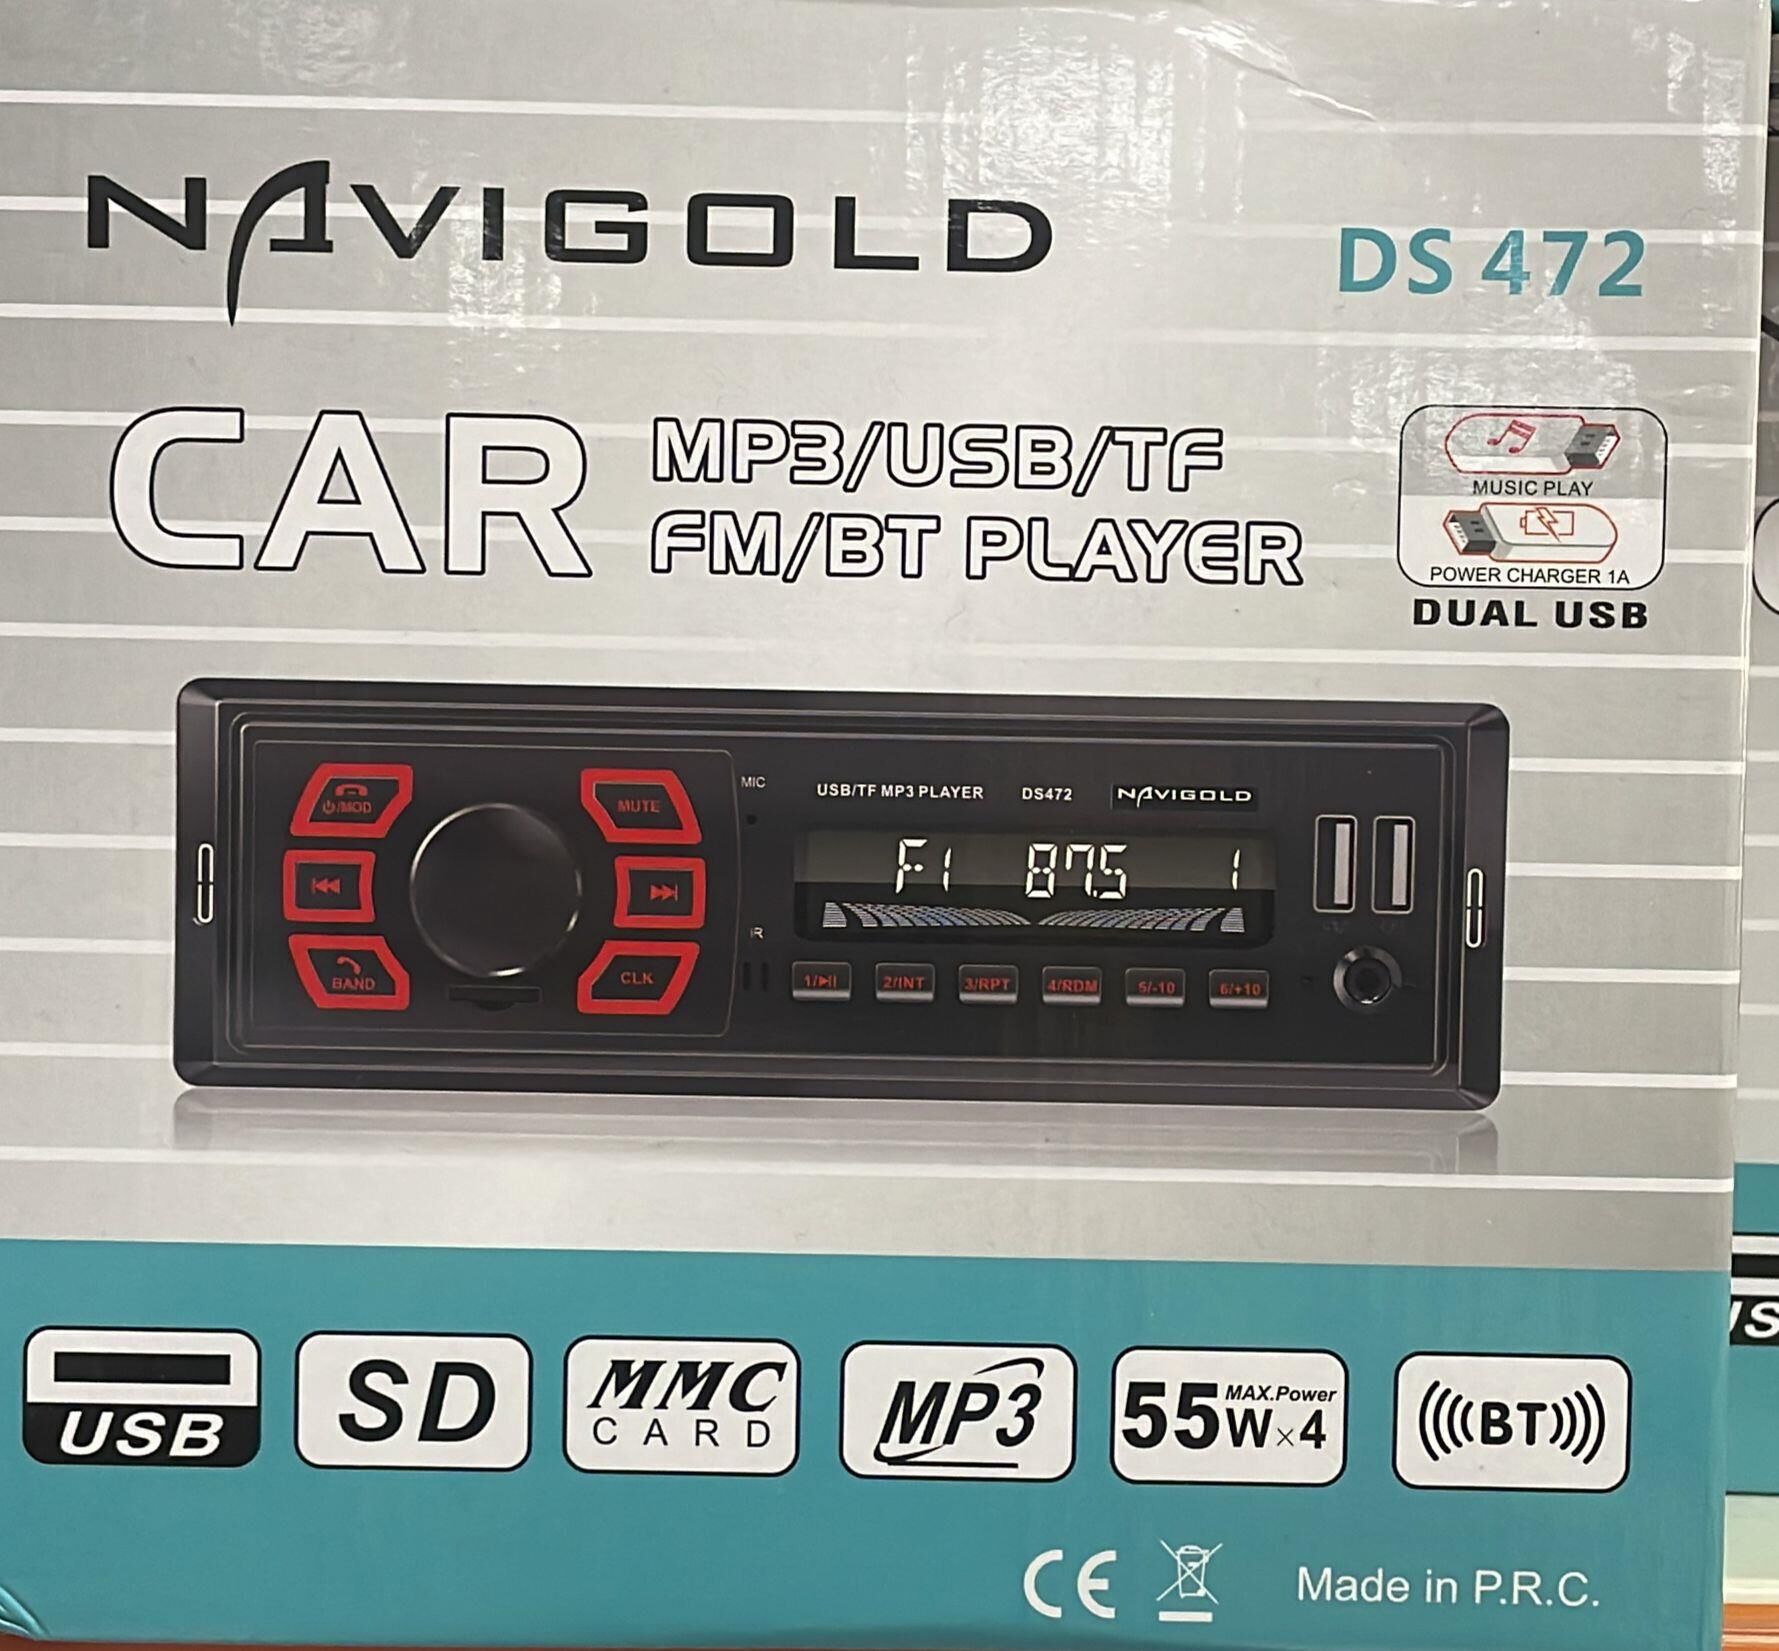 NAVIGOLD
DS 472
CAR
MP3/USB/TF
FM/BT PLAYER
MUSIC PLAY
POWER CHARGER 1A
DUAL USB
MIC
USB/TF MP3 PLAYER DS472 NAVIGOLD
/MOD
MUTE
F1 87.5 1
BAND
CLK
IR
1/ 2/INT 3/RPT 4/RDM 5/-10 6/+10
USB
SD
MMC
CARD
MP3
55W×4
MAX.Power
BT
CE
Made in P.R.C.